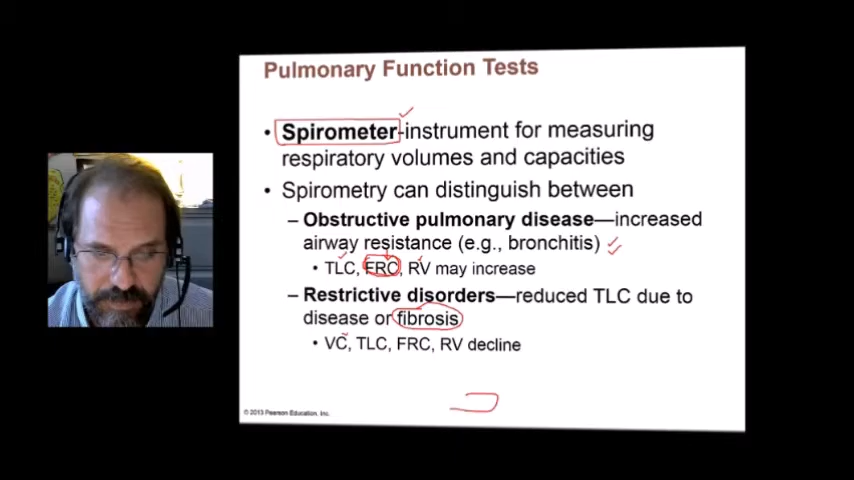 Pulmonary Function Tests
• Spirometer-instrument for measuring
respiratory volumes and capacities
• Spirometry can distinguish between
– Obstructive pulmonary disease—increased
airway resistance (e.g., bronchitis)
• TLC, FRC, RV may increase
– Restrictive disorders—reduced TLC due to
disease or fibrosis
• VC, TLC, FRC, RV decline
© 2013 Pearson Education, Inc.